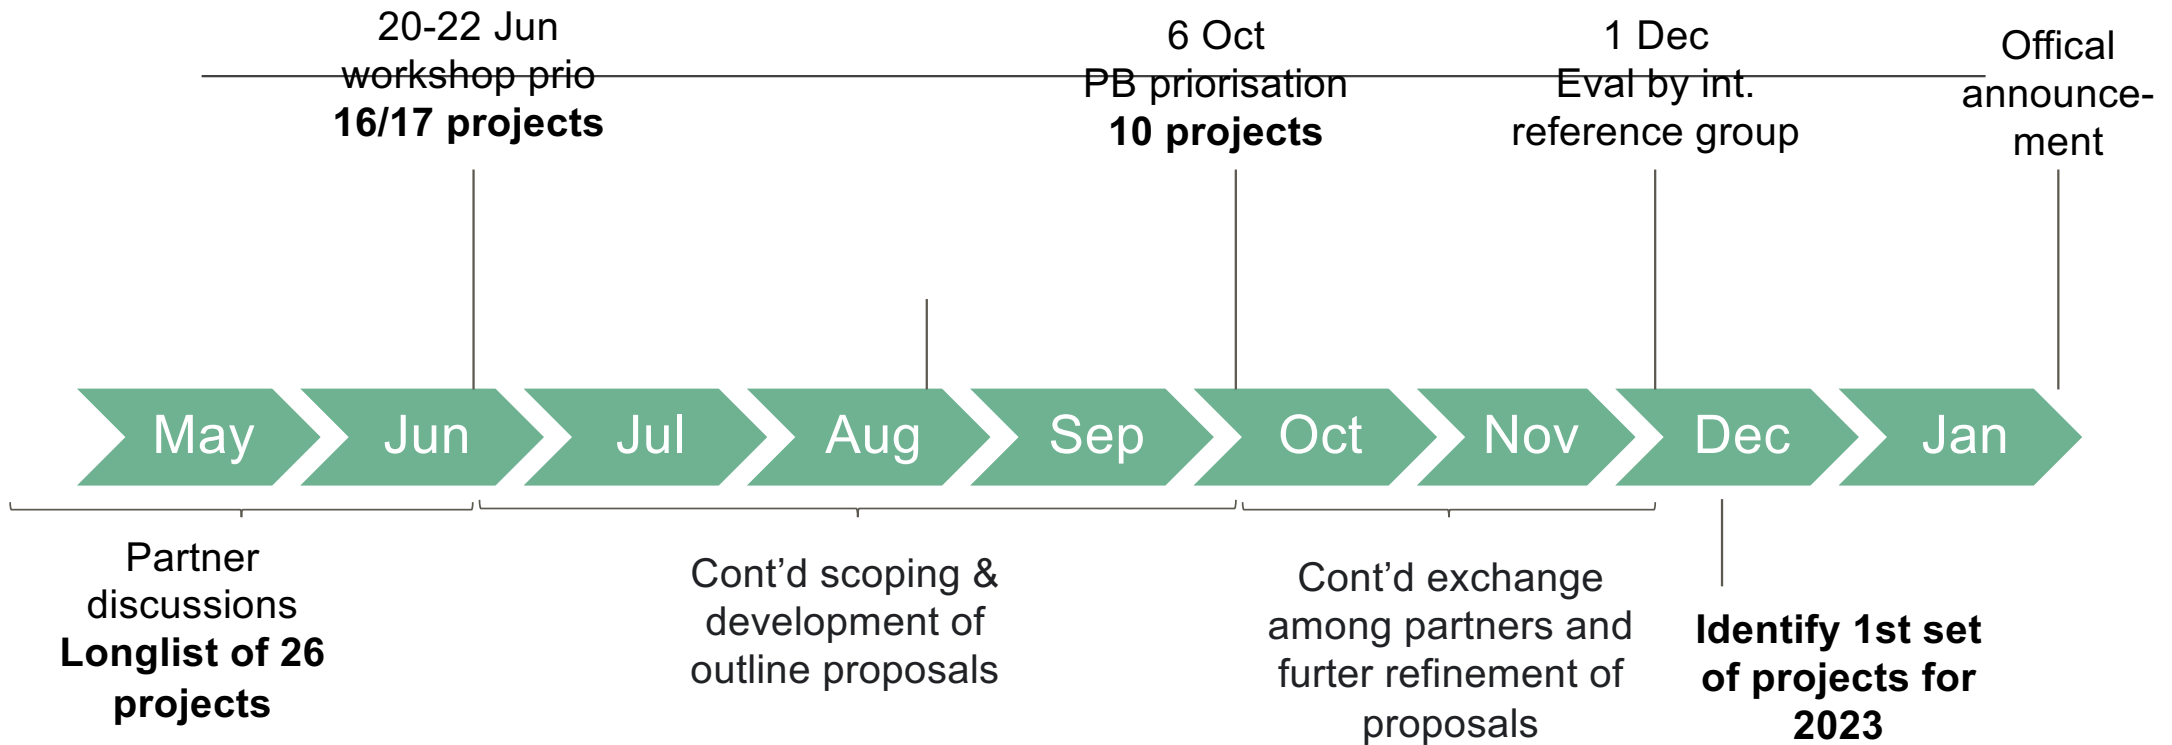 20-22 Jun
workshop prio
16/17 projects
6 Oct
PB priorisation
10 projects
1 Dec
Eval by int.
reference group
Offical
announce-
ment
May
Jun
Jul
Aug
Sep
Oct
Nov
Dec
Jan
Partner
discussions
Longlist of 26
projects
Cont’d scoping &
development of
outline proposals
Cont’d exchange
among partners and
furter refinement of
proposals
Identify 1st set
of projects for
2023